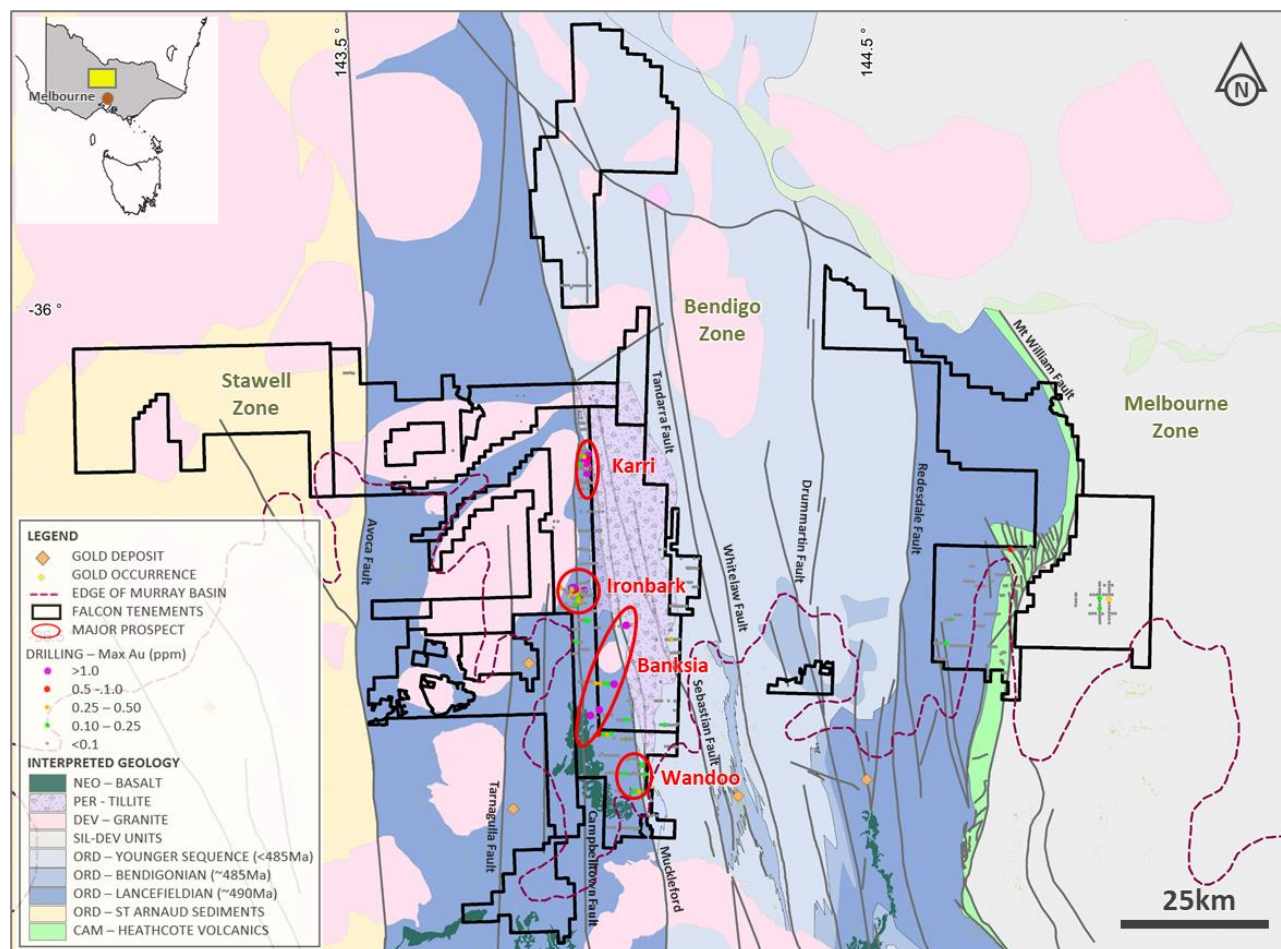 Melbourne
143.5 °
144.5 °
N
-36 °
Bendigo
Zone
Stawell
Zone
Melbourne
Zone
Mt William Fault
Tandarra Fault
Karri
Ironbark
Banksia
Wandoo
Whitelaw Fault
Drummartin Fault
Redesdale Fault
Avoca Fault
Sebastian Fault
Tarnagulla Fault
Campbelltown Fault
Muckleford
LEGEND
GOLD DEPOSIT
GOLD OCCURRENCE
EDGE OF MURRAY BASIN
FALCON TENEMENTS
MAJOR PROSPECT
DRILLING – Max Au (ppm)
>1.0
0.5 -.1.0
0.25 – 0.50
0.10 – 0.25
<0.1
INTERPRETED GEOLOGY
NEO – BASALT
PER - TILLITE
DEV – GRANITE
SIL-DEV UNITS
ORD – YOUNGER SEQUENCE (<485Ma)
ORD – BENDIGONIAN (~485Ma)
ORD – LANCEFIELDIAN (~490Ma)
ORD – ST ARNAUD SEDIMENTS
CAM – HEATHCOTE VOLCANICS
25km